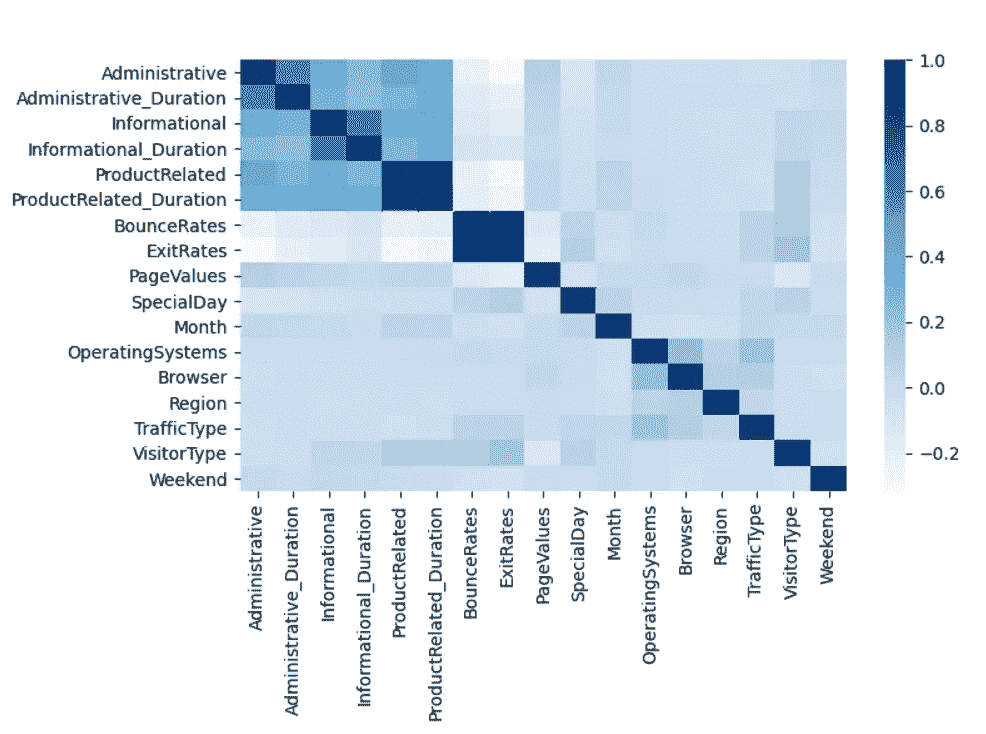 Administrative
Administrative_Duration
Informational
Informational_Duration
ProductRelated
ProductRelated_Duration
BounceRates
ExitRates
PageValues
SpecialDay
Month
OperatingSystems
Browser
Region
TrafficType
VisitorType
Weekend
1.0
0.8
0.6
0.4
0.2
0.0
−0.2
Administrative
Administrative_Duration
Informational
Informational_Duration
ProductRelated
ProductRelated_Duration
BounceRates
ExitRates
PageValues
SpecialDay
Month
OperatingSystems
Browser
Region
TrafficType
VisitorType
Weekend